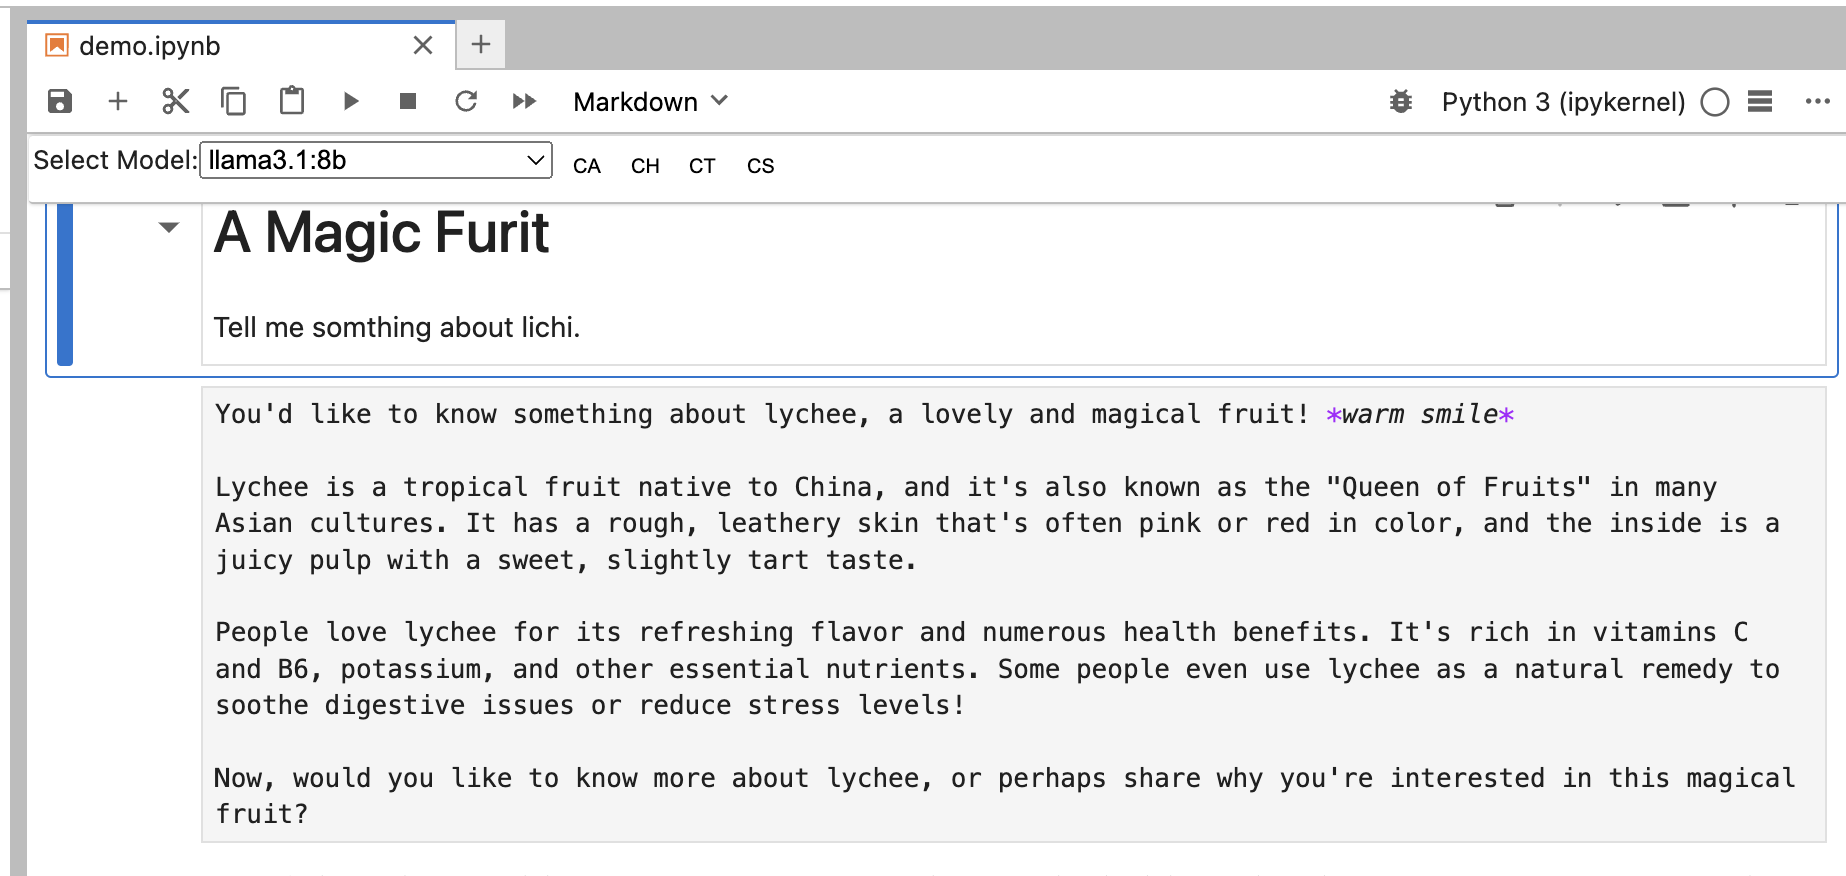 demo.ipynb
Markdown
Python 3 (ipykernel)
Select Model: llama3.1:8b CA CH CT CS
A Magic Furit
Tell me somthing about lichi.
You'd like to know something about lychee, a lovely and magical fruit! *warm smile*
Lychee is a tropical fruit native to China, and it's also known as the "Queen of Fruits" in many
Asian cultures. It has a rough, leathery skin that's often pink or red in color, and the inside is a
juicy pulp with a sweet, slightly tart taste.
People love lychee for its refreshing flavor and numerous health benefits. It's rich in vitamins C
and B6, potassium, and other essential nutrients. Some people even use lychee as a natural remedy to
soothe digestive issues or reduce stress levels!
Now, would you like to know more about lychee, or perhaps share why you're interested in this magical
fruit?